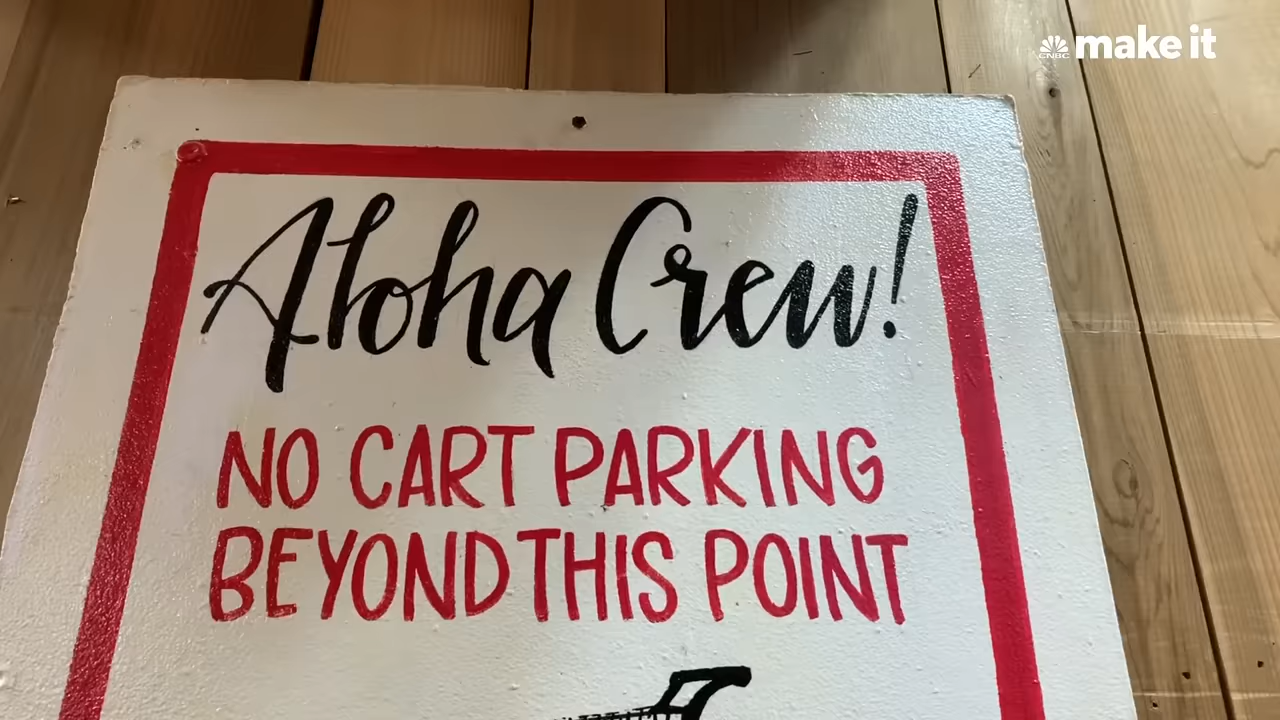 CNBC make it
Aloha Crew!
NO CART PARKING
BEYOND THIS POINT